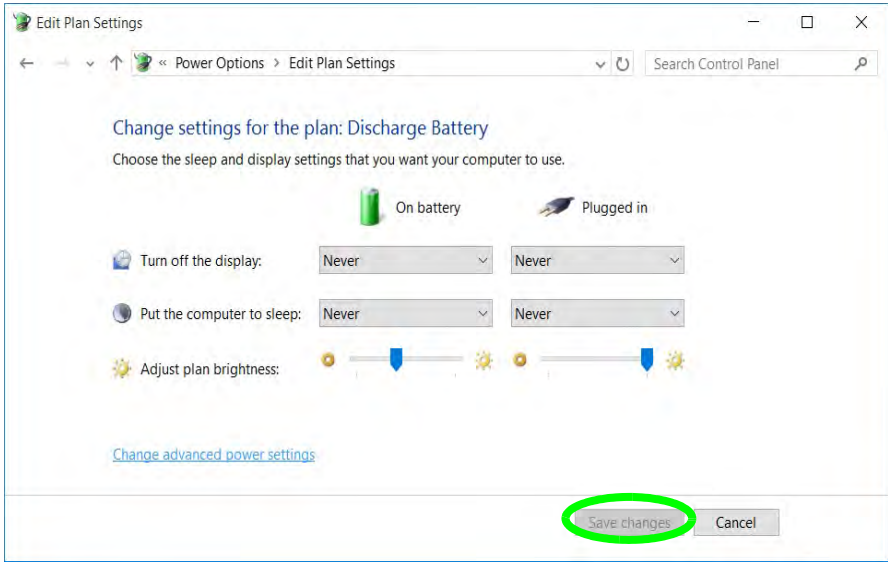 Edit Plan Settings
« Power Options > Edit Plan Settings
Search Control Panel
Change settings for the plan: Discharge Battery
Choose the sleep and display settings that you want your computer to use.
On battery
Plugged in
Turn off the display:
Never
Never
Put the computer to sleep:
Never
Never
Adjust plan brightness:
Change advanced power settings
Save changes
Cancel